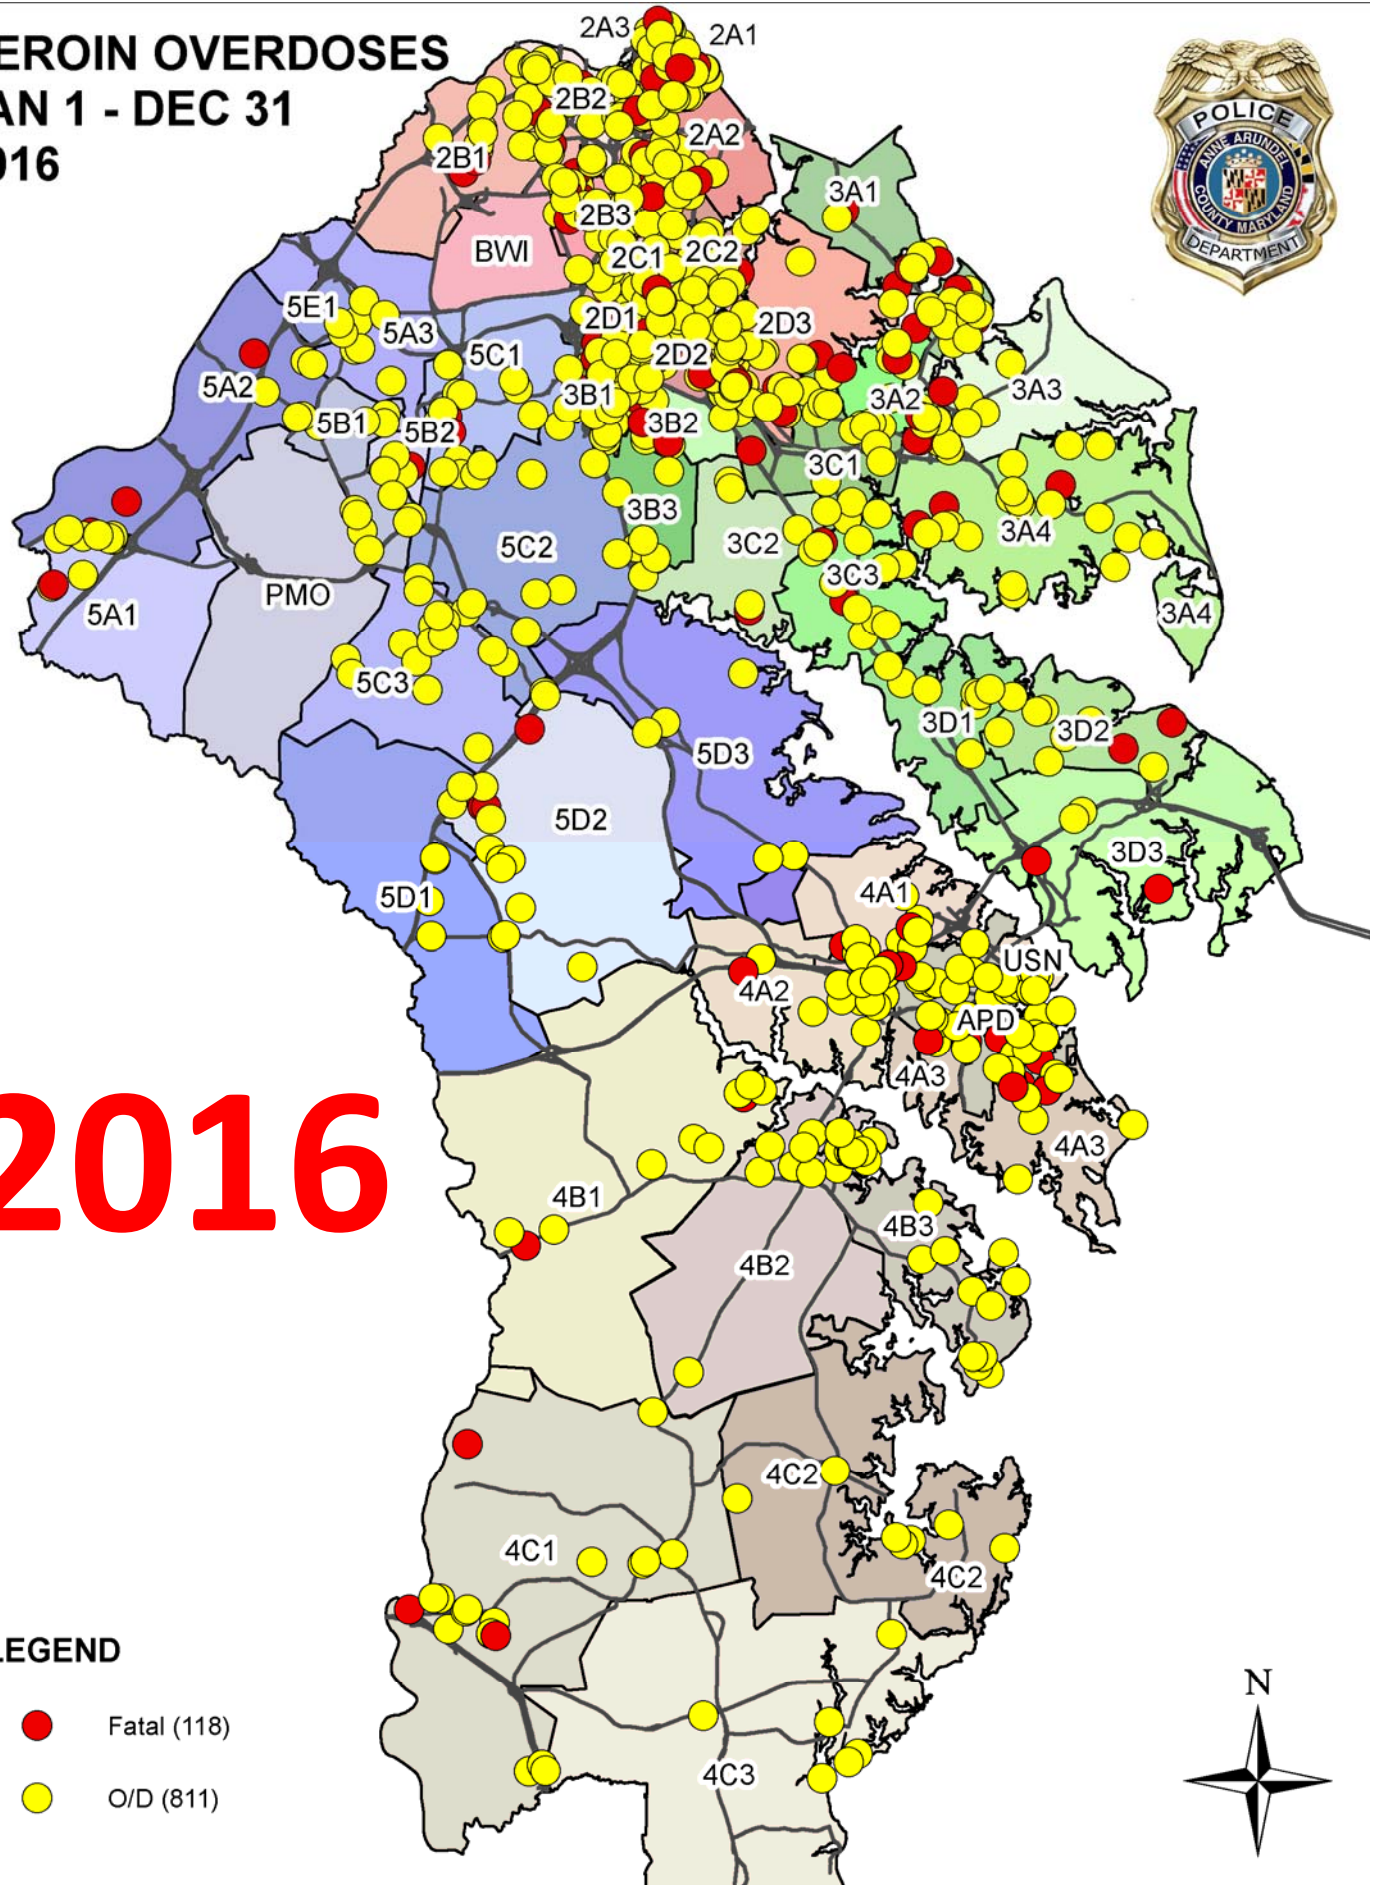 EROIN OVERDOSES
AN 1 - DEC 31
016
2A3
2A1
2B2
2A2
2B1
2B3
BWI
2C1
2C2
3A1
POLICE
ANNE ARUNDEL
COUNTY MARYLAND
DEPARTMENT
5E1
5A3
2D1
2D3
5C1
2D2
5A2
3B1
3A2
3A3
5B1
5B2
3B2
3C1
3B3
5C2
3C2
3A4
3C3
PMO
5A1
3A4
5C3
3D1
3D2
5D3
5D2
3D3
5D1
4A1
USN
4A2
APD
4A3
2016
4A3
4B1
4B3
4B2
4C2
4C1
4C2
LEGEND
N
Fatal (118)
4C3
O/D (811)